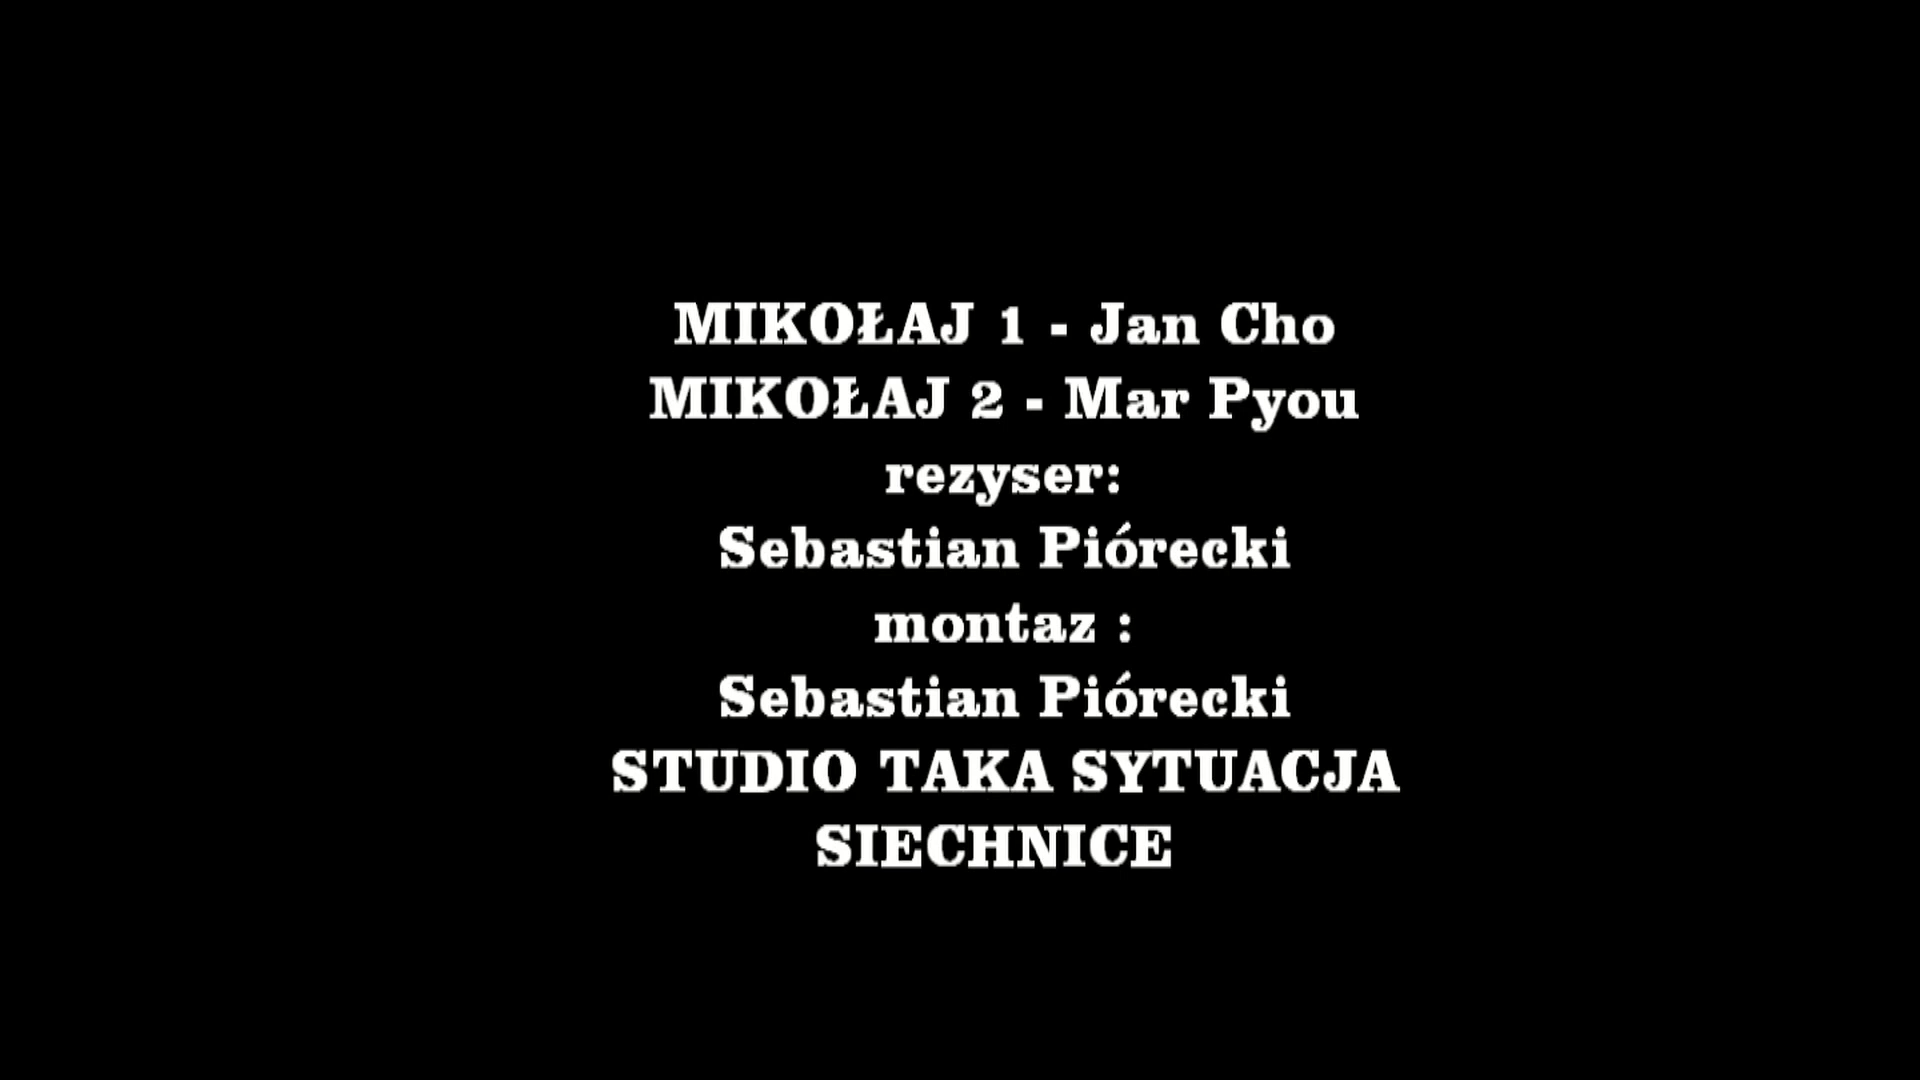 MIKOŁAJ 1 - Jan Cho
MIKOŁAJ 2 - Mar Pyou
rezyser:
Sebastian Piórecki
montaz :
Sebastian Piórecki
STUDIO TAKA SYTUACJA
SIECHNICE